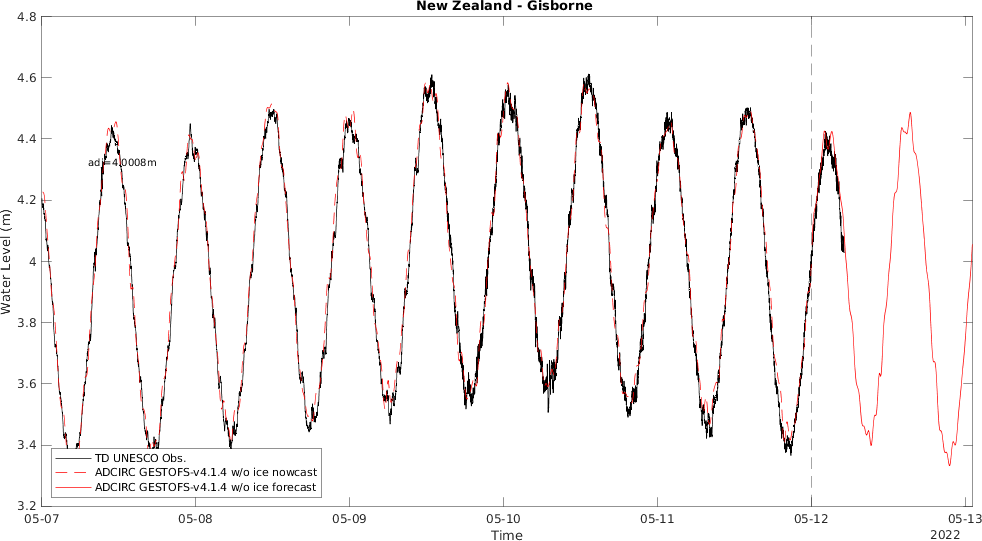 New Zealand - Gisborne
4.8
4.6
4.4
4.2
4
3.8
3.6
3.4
3.2
Water Level (m)
adj=4.0008m
TD UNESCO Obs.
ADCIRC GESTOFS-v4.1.4 w/o ice nowcast
ADCIRC GESTOFS-v4.1.4 w/o ice forecast
05-07 05-08 05-09 05-10 05-11 05-12 05-13
Time
2022